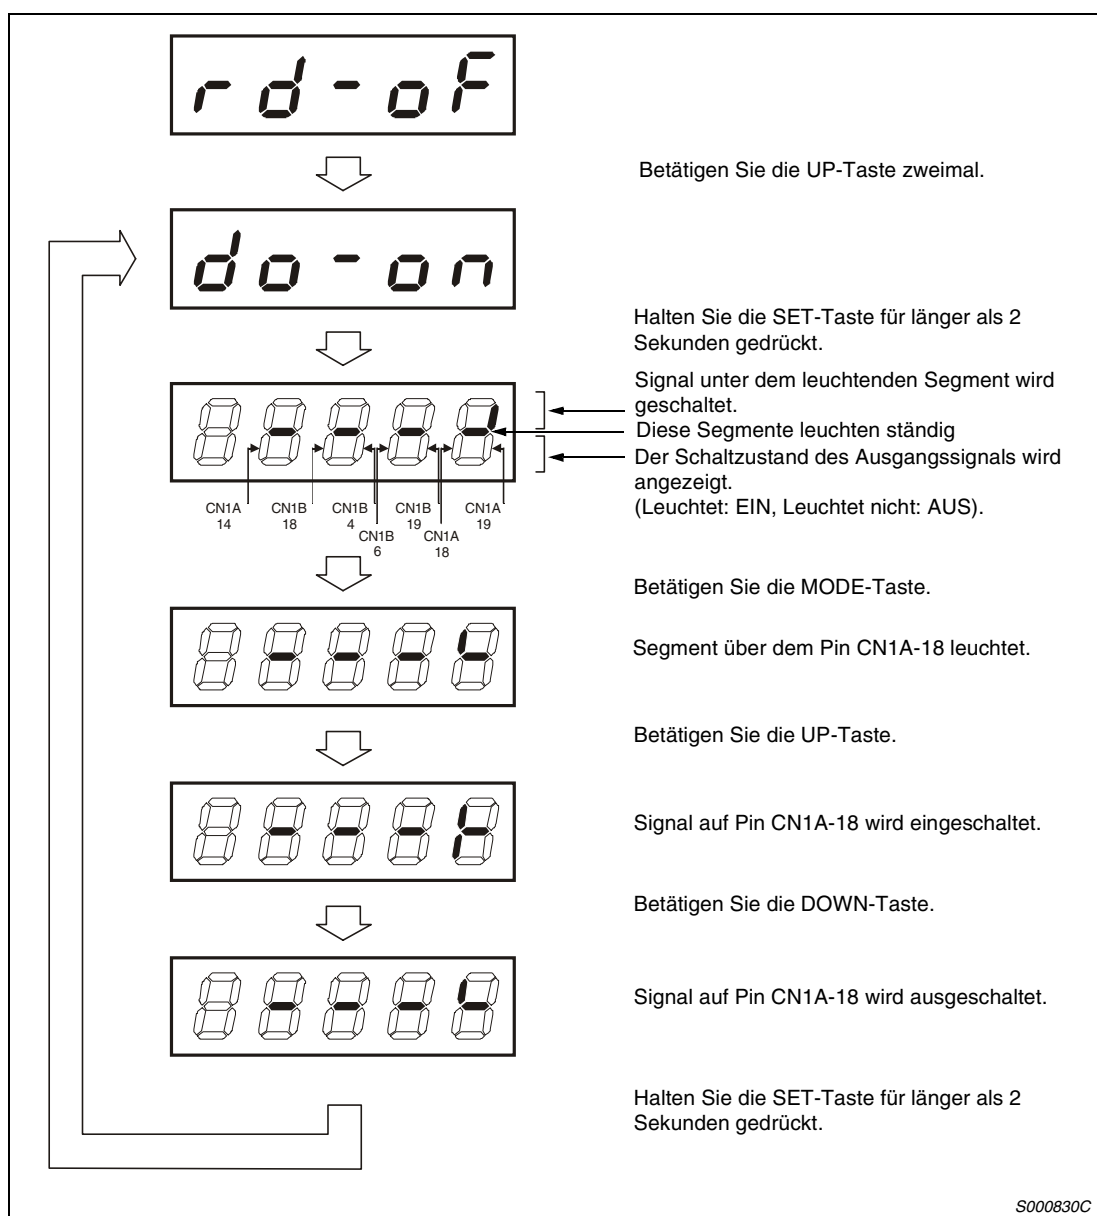 rd-oF
Betätigen Sie die UP-Taste zweimal.
do-on
Halten Sie die SET-Taste für länger als 2
Sekunden gedrückt.
Signal unter dem leuchtenden Segment wird
geschaltet.
Diese Segmente leuchten ständig
Der Schaltzustand des Ausgangssignals wird
angezeigt.
(Leuchtet: EIN, Leuchtet nicht: AUS).
CN1A
14
CN1B
18
CN1B
4
CN1B
6
CN1B
19
CN1A
18
CN1A
19
Betätigen Sie die MODE-Taste.
Segment über dem Pin CN1A-18 leuchtet.
Betätigen Sie die UP-Taste.
Signal auf Pin CN1A-18 wird eingeschaltet.
Betätigen Sie die DOWN-Taste.
Signal auf Pin CN1A-18 wird ausgeschaltet.
Halten Sie die SET-Taste für länger als 2
Sekunden gedrückt.
S000830C